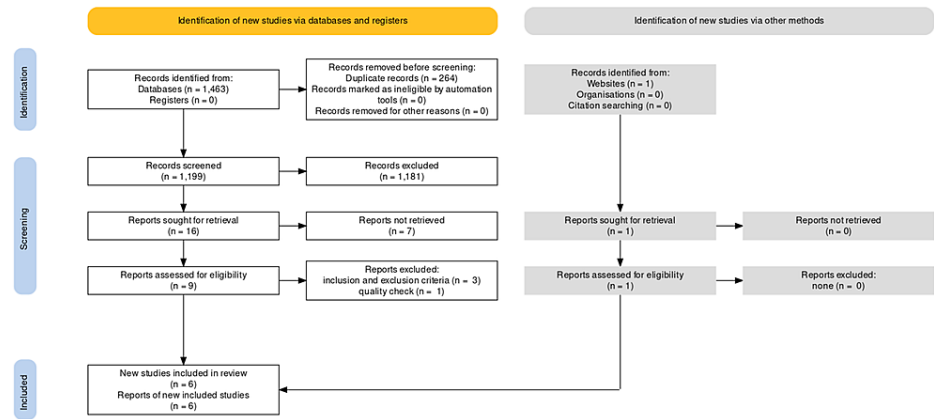 Identification of new studies via databases and registers
Identification of new studies via other methods
Identification
Records identified from:
Databases (n = 1,463)
Registers (n = 0)
Records removed before screening:
Duplicate records (n = 264)
Records marked as ineligible by automation
tools (n = 0)
Records removed for other reasons (n = 0)
Records identified from:
Websites (n = 1)
Organisations (n = 0)
Citation searching (n = 0)
Screening
Records screened
(n = 1,199)
Records excluded
(n = 1,181)
Reports sought for retrieval
(n = 16)
Reports not retrieved
(n = 7)
Reports sought for retrieval
(n = 1)
Reports not retrieved
(n = 0)
Reports assessed for eligibility
(n = 9)
Reports excluded:
inclusion and exclusion criteria (n = 3)
quality check (n = 1)
Reports assessed for eligibility
(n = 1)
Reports excluded:
none (n = 0)
Included
New studies included in review
(n = 6)
Reports of new included studies
(n = 6)